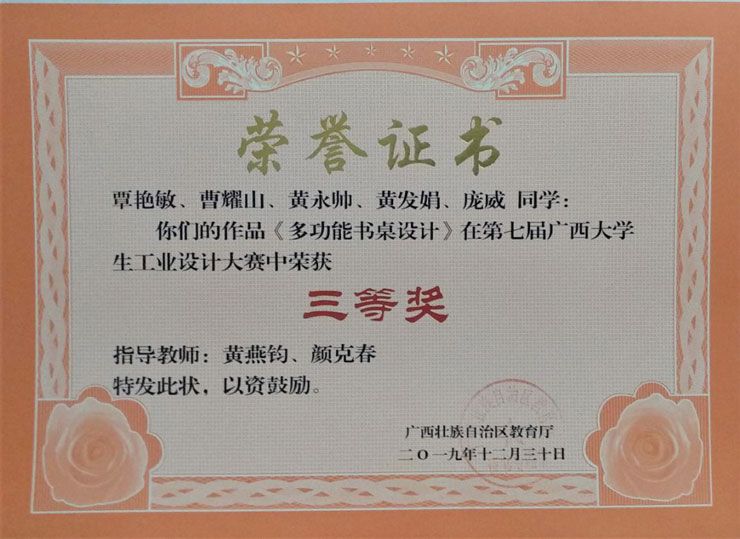 荣誉证书
覃艳敏、曹耀山、黄永帅、黄发娟、庞威 同学：
你们的作品《多功能书桌设计》在第七届广西大学
生工业设计大赛中荣获
三等奖
指导教师：黄燕钧、颜克春
特发此状，以资鼓励。
广西壮族自治区教育厅
二〇一九年十二月三十日